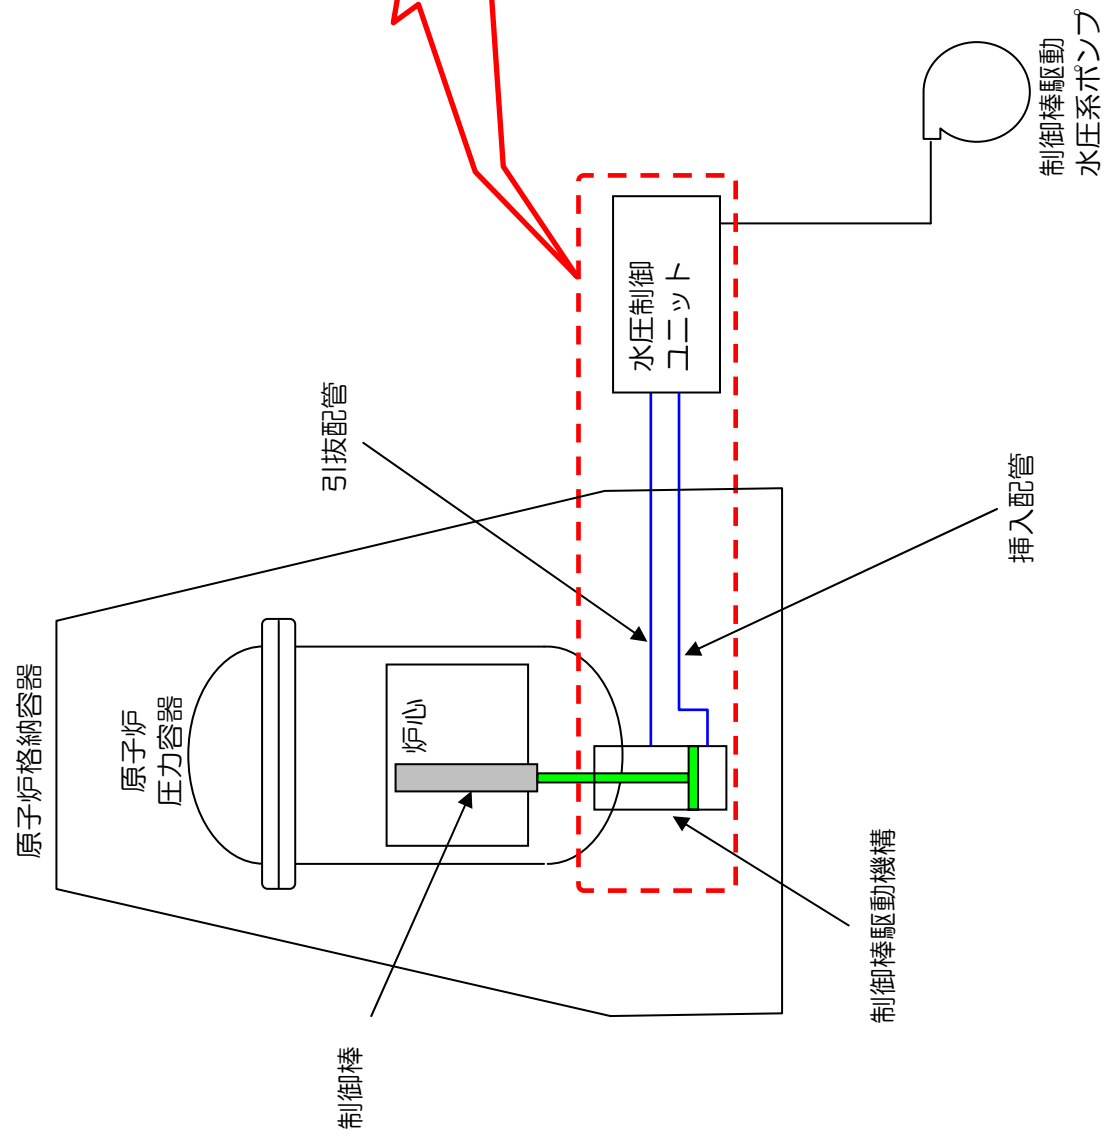 原子炉格納容器
原子炉
圧力容器
炉心
制御棒
引抜配管
水圧制御
ユニット
挿入配管
制御棒駆動機構
制御棒駆動
水圧系ポンプ